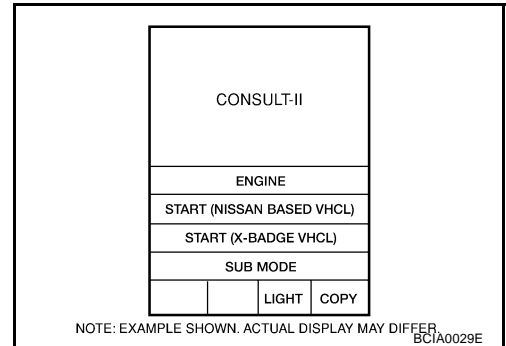 CONSULT-II
ENGINE
START (NISSAN BASED VHCL)
START (X-BADGE VHCL)
SUB MODE
LIGHT COPY
NOTE: EXAMPLE SHOWN. ACTUAL DISPLAY MAY DIFFER.
BCIA0029E